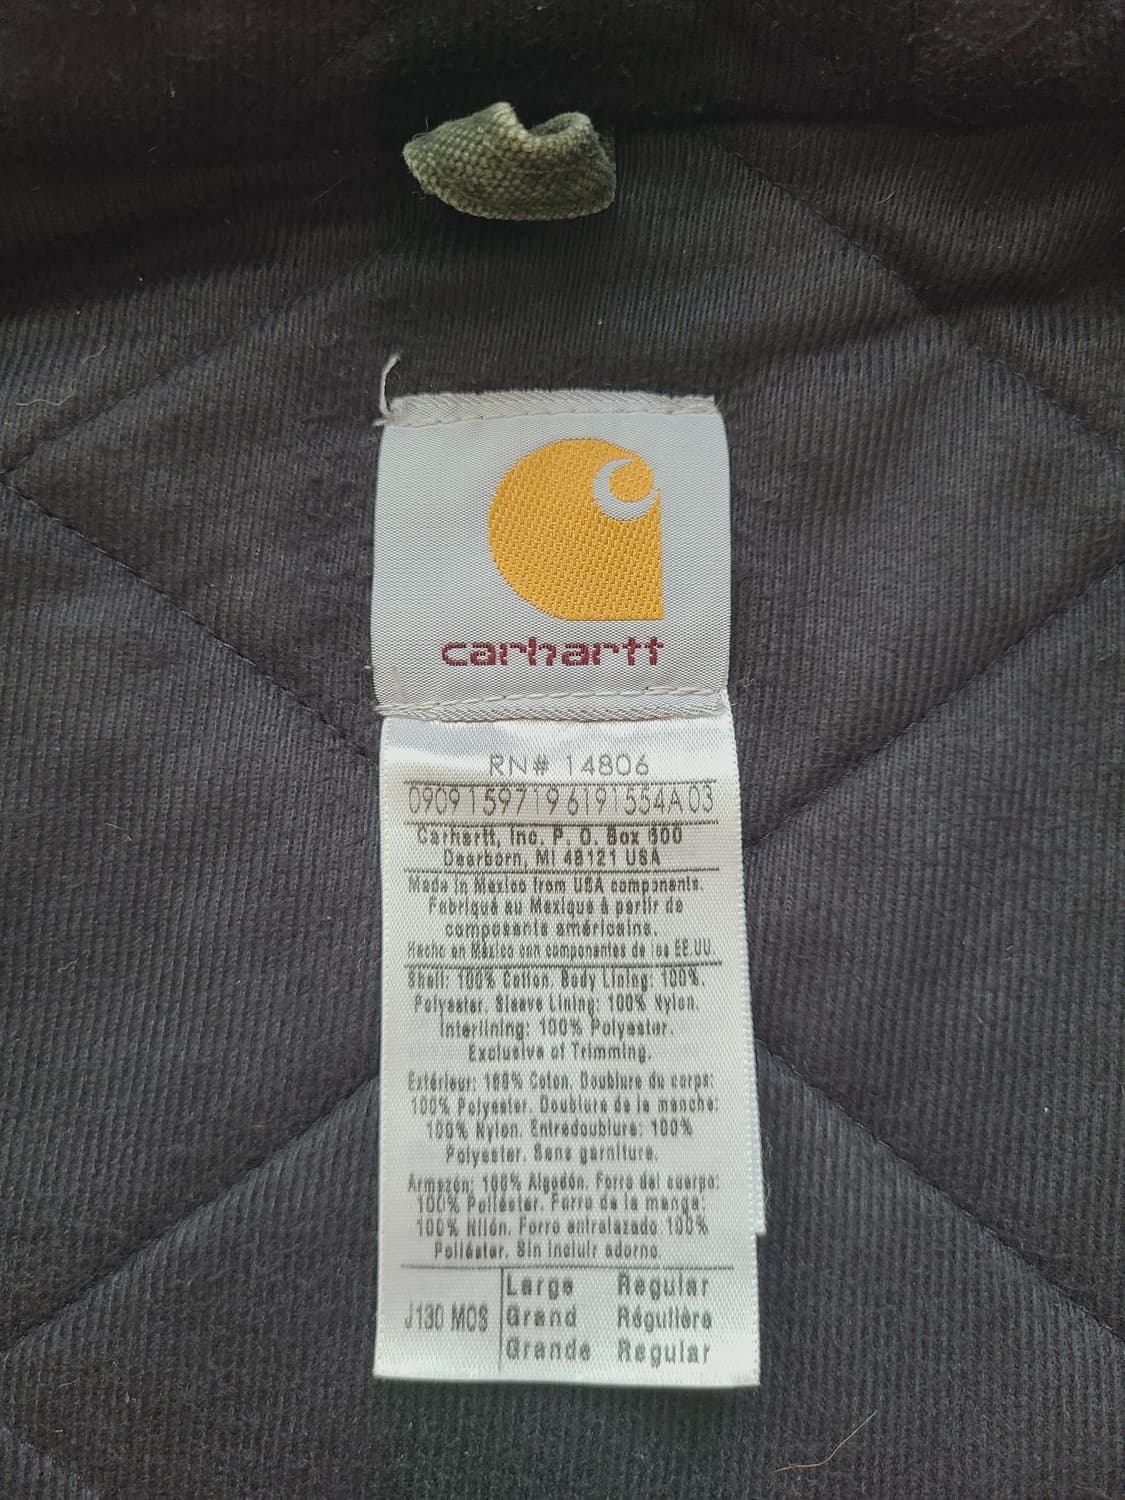 carhartt
RN# 14806
0909159719619155​4A03
Carhartt, Inc. P. O. Box 600
Dearborn, MI 48121 USA
Made in Mexico from USA components.
Fabriqué au Mexique à partir de
composants américains.
Hecho en México con componentes de los EE.UU.
Shell: 100% Cotton. Body Lining: 100%.
Polyester. Sleeve Lining: 100% Nylon.
Interlining: 100% Polyester.
Exclusive of Trimming.
Extérieur: 100% Coton. Doublure du corps:
100% Polyester. Doublure de la manche:
100% Nylon. Entredoublure: 100%
Polyester. Sans garniture.
Armazón: 100% Algodón. Forro del cuerpo:
100% Poliéster. Forro de la manga:
100% Nilón. Forro entrelazado 100%
Poliéster. Sin incluir adorno.
J130 MOS
Large Regular
Grand Régulière
Grande Regular